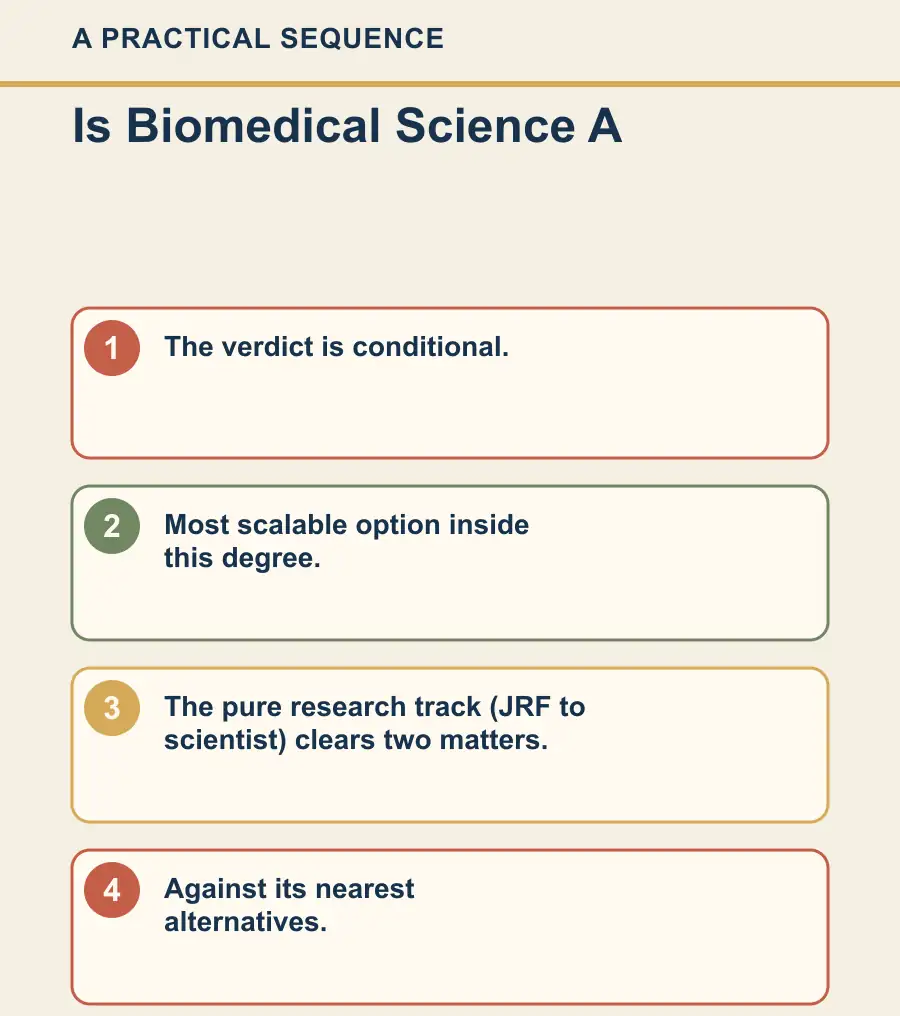 A PRACTICAL SEQUENCE
Is Biomedical Science A
1
The verdict is conditional.
2
Most scalable option inside
this degree.
3
The pure research track (JRF to
scientist) clears two matters.
4
Against its nearest
alternatives.